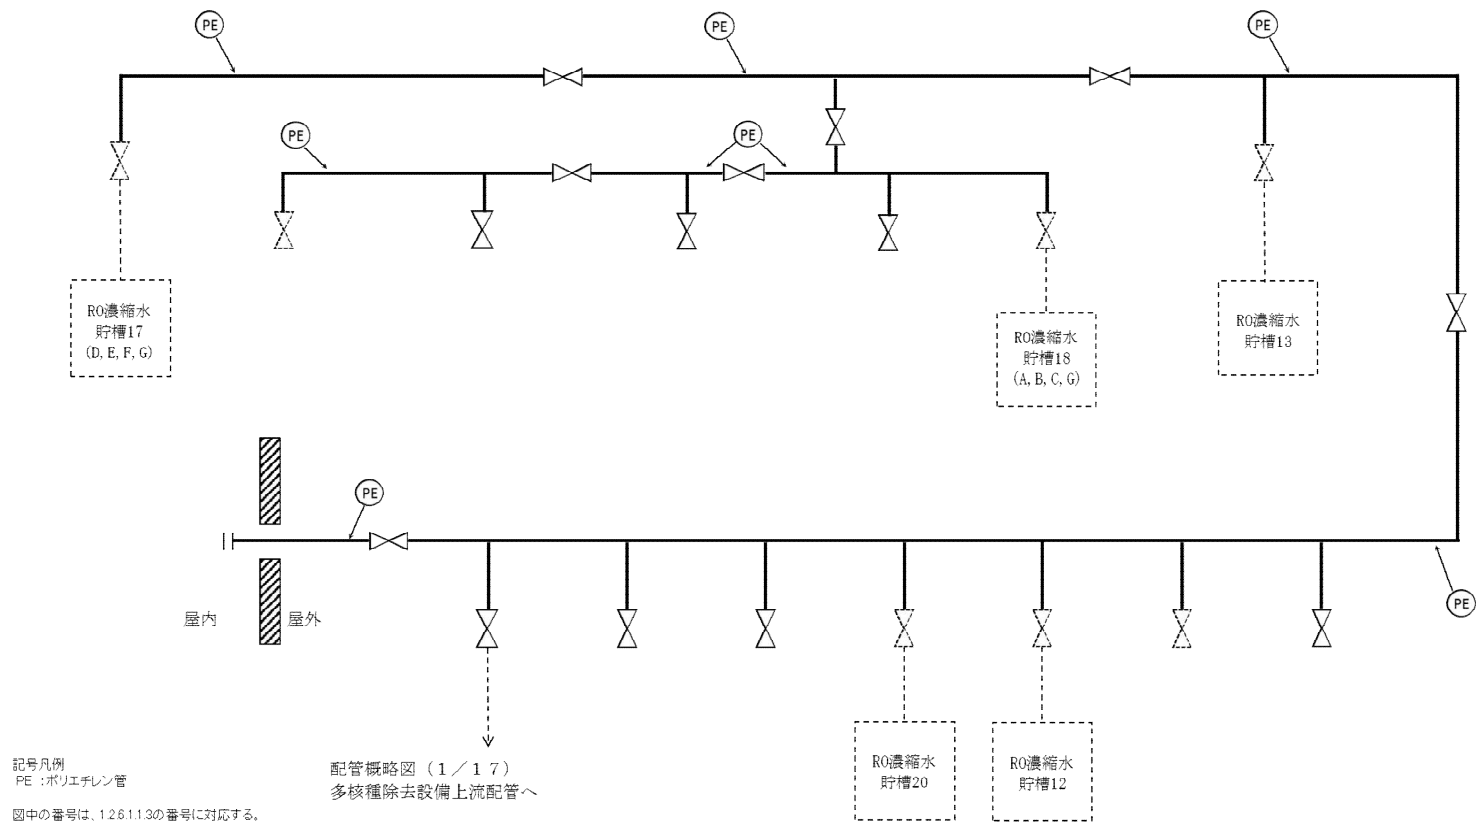 PE
PE
PE
PE
PE
RO濃縮水
貯槽17
(D, E, F, G)
RO濃縮水
貯槽18
(A, B, C, G)
RO濃縮水
貯槽13
PE
PE
屋内
屋外
RO濃縮水
貯槽20
RO濃縮水
貯槽12
配管概略図（１／１７）
多核種除去設備上流配管へ
記号凡例
PE ：ポリエチレン管
図中の番号は、1.2.6.1.1.3の番号に対応する。